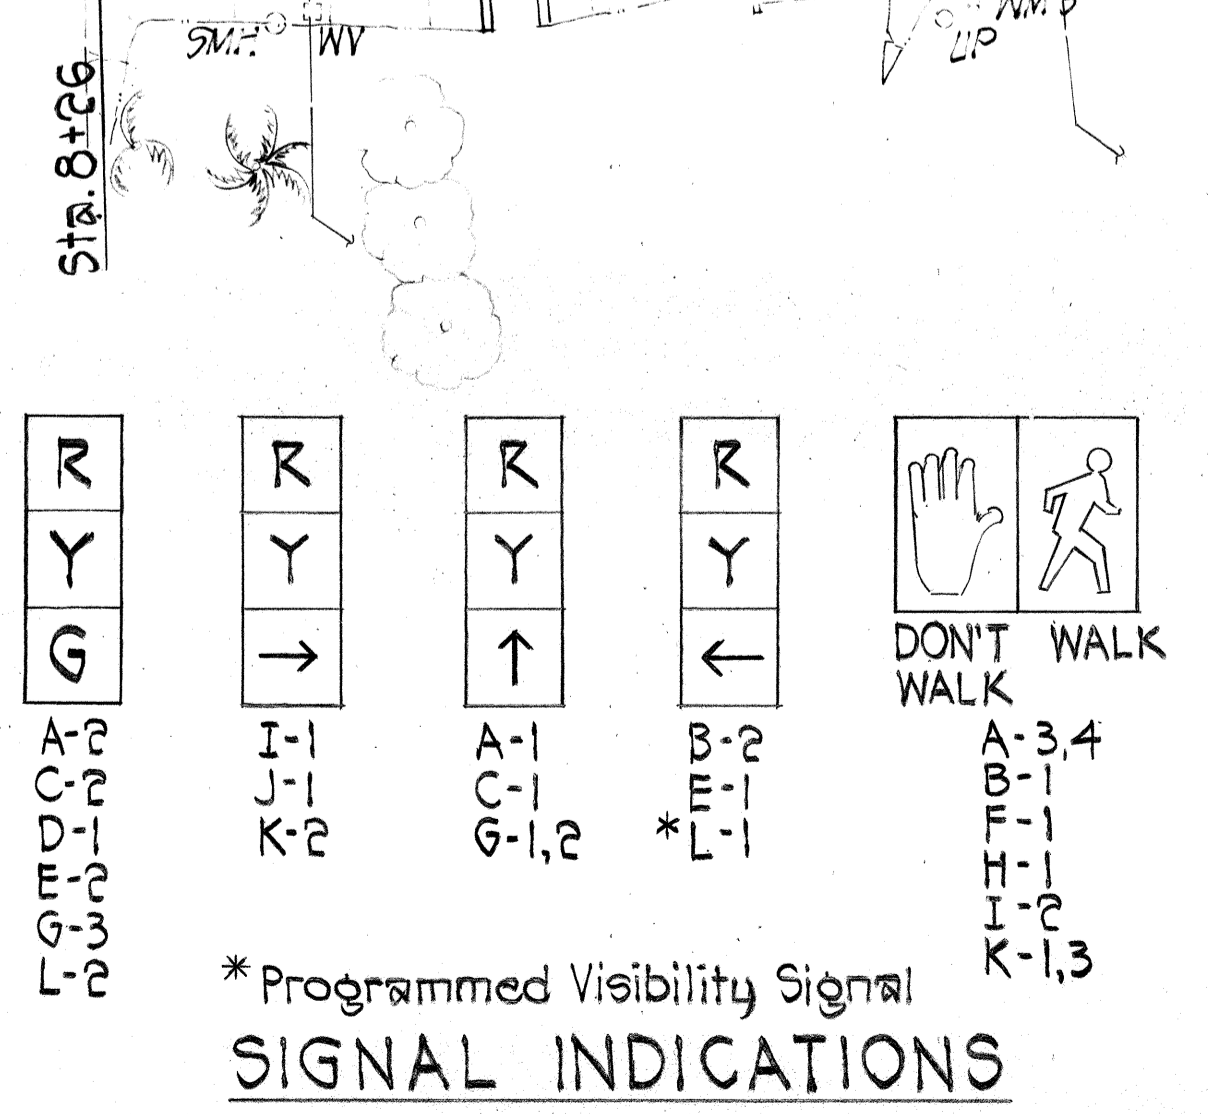 SMH
WV
UP
Sta. 8+26
R R R R
Y Y Y Y
G → ↑ ←
DON'T WALK
WALK
A-2
C-2
D-1
E-2
G-3
L-2
I-1
J-1
K-2
A-1
C-1
G-1,2
B-2
E-1
*L-1
A-3,4
B-1
F-1
H-1
I-2
K-1,3
* Programmed Visibility Signal
SIGNAL INDICATIONS